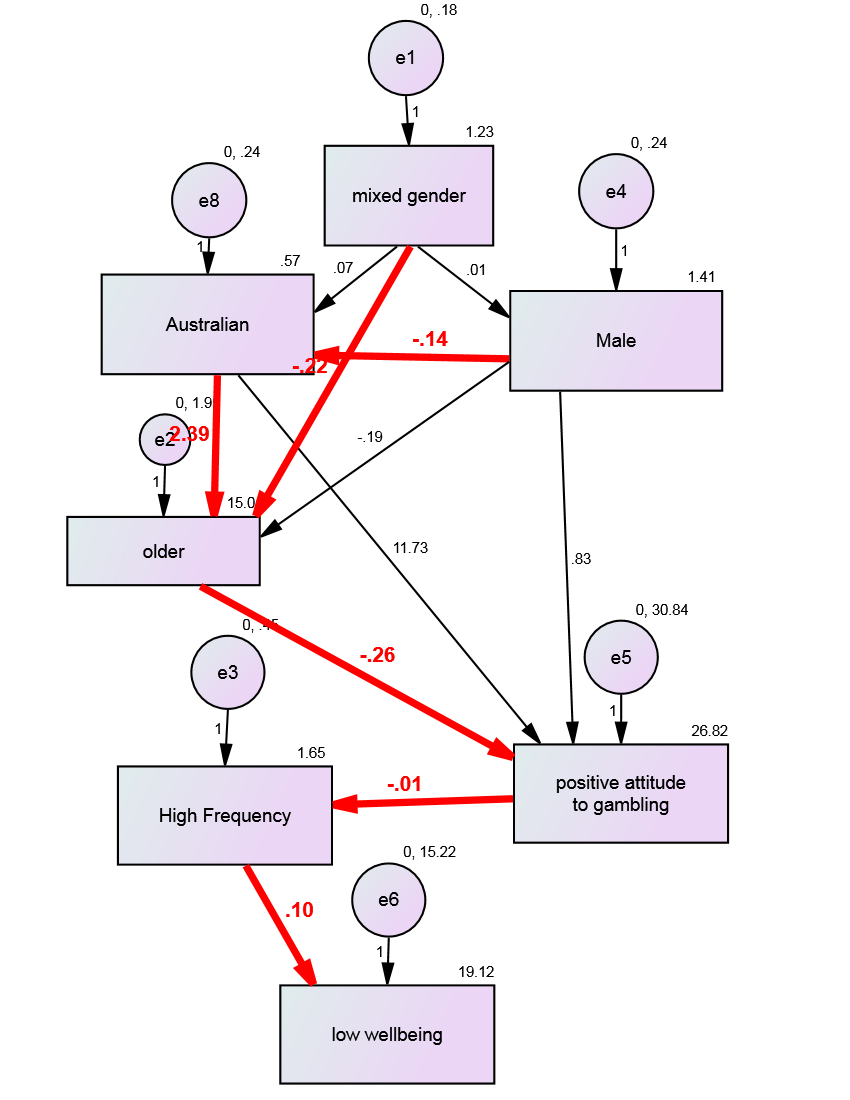 0, .18
e1
1
1.23
mixed gender
0, .24
e8
1
.57
Australian
0, .24
e4
1
1.41
Male
.07
.01
-.14
-.22
0, 1.9
e2
2.39
1
15.0
older
-.19
11.73
.83
0, .45
e3
1
1.65
High Frequency
-.26
0, 30.84
e5
1
26.82
positive attitude
to gambling
-.01
.10
0, 15.22
e6
1
19.12
low wellbeing